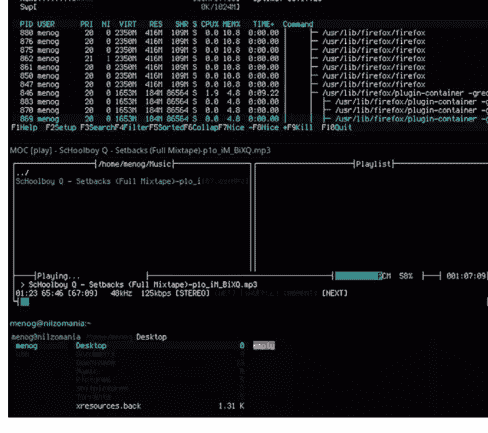 Swp[ 0K/1024M]
PID USER PRI NI VIRT RES SHR S CPU% MEM% TIME+ Command
880 menog 20 0 2350M 416M 109M S 0.0 10.8 0:00.00 ├─ /usr/lib/firefox/firefox
876 menog 20 0 2350M 416M 109M S 0.0 10.8 0:00.00 ├─ /usr/lib/firefox/firefox
875 menog 20 0 2350M 416M 109M S 0.0 10.8 0:00.00 ├─ /usr/lib/firefox/firefox
862 menog 21 1 2350M 416M 109M S 0.0 10.8 0:00.00 ├─ /usr/lib/firefox/firefox
861 menog 20 0 2350M 416M 109M S 0.0 10.8 0:00.00 ├─ /usr/lib/firefox/firefox
850 menog 20 0 2350M 416M 109M S 0.0 10.8 0:00.00 ├─ /usr/lib/firefox/firefox
847 menog 20 0 2350M 416M 109M S 0.0 10.8 0:00.00 ├─ /usr/lib/firefox/firefox
846 menog 20 0 1653M 184M 86564 S 1.9 4.8 0:09.22 ├─ /usr/lib/firefox/plugin-container -greo
883 menog 20 0 1653M 184M 86564 S 0.0 4.8 0:00.00 ├─ /usr/lib/firefox/plugin-container -g
870 menog 20 0 1653M 184M 86564 S 0.0 4.8 0:00.00 ├─ /usr/lib/firefox/plugin-container -g
869 menog 20 0 1653M 184M 86564 S 0.0 4.8 0:00.00 ├─ /usr/lib/firefox/plugin-container -g
F1Help F2Setup F3SearchF4FilterF5SortedF6CollapF7Nice -F8Nice +F9Kill F10Quit
MOC [play] - ScHoolboy Q - Setbacks (Full Mixtape)-p1o_iM_BiXQ.mp3
/home/menog/Music Playlist
../
ScHoolboy Q - Setbacks (Full Mixtape)-p1o_i
Playing... 58% 001:07:09
> ScHoolboy Q - Setbacks (Full Mixtape)-p1o_iM_BiXQ.mp3
01:23 65:46 [67:09] 48kHz 125kbps [STEREO] [NEXT]
menog@nilzomania:~
menog@nilzomania Desktop
menog Desktop 0 empty
xresources.back 1.31 K